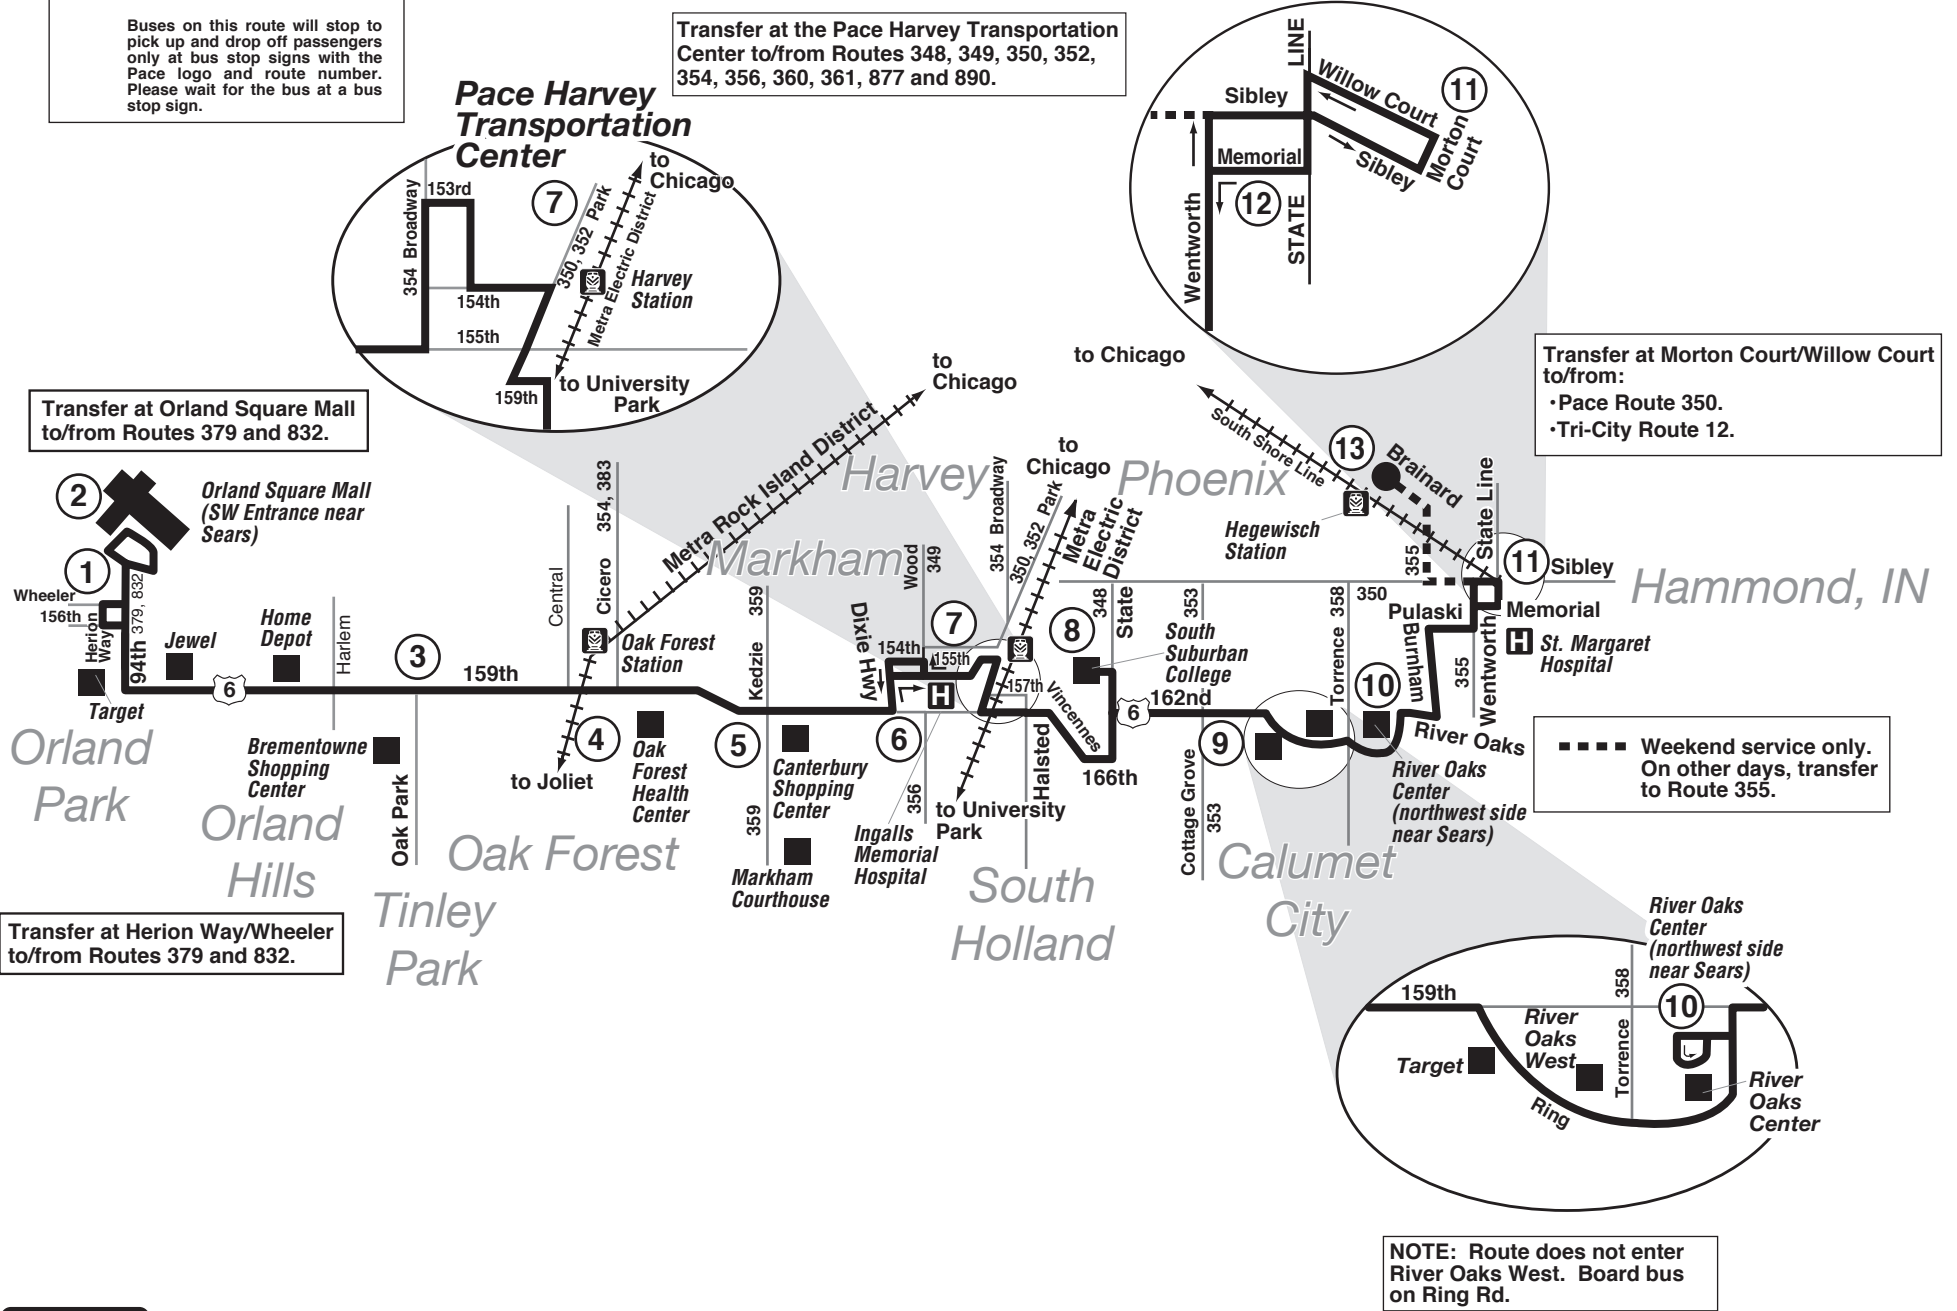 Buses on this route will stop to
pick up and drop off passengers
only at bus stop signs with the
Pace logo and route number.
Please wait for the bus at a bus
stop sign.
Transfer at the Pace Harvey Transportation
Center to/from Routes 348, 349, 350, 352,
354, 356, 360, 361, 877 and 890.
Pace Harvey
Transportation
Center
7
to
Chicago
153rd
354 Broadway
350, 352 Park
Metra Electric District
Harvey
Station
154th
155th
159th
to University
Park
LINE
Willow Court
11
Sibley
Morton
Court
Memorial
Sibley
12
Wentworth
STATE
Transfer at Morton Court/Willow Court
to/from:
•Pace Route 350.
•Tri-City Route 12.
Transfer at Orland Square Mall
to/from Routes 379 and 832.
2
Orland Square Mall
(SW Entrance near
Sears)
1
Wheeler
156th
Herion
Way
379, 832
94th
Target
Jewel
Home
Depot
6
Harlem
3
159th
Central
Cicero
354, 383
Metra Rock Island District
to
Chicago
Oak Forest
Station
Markham
Harvey
Kedzie
359
Dixie Hwy
Wood
349
354 Broadway
350, 352 Park
to
Chicago
Metra
Electric
District
154th
155th
7
157th
H
8
348
State
South
Suburban
College
Vincennes
6
162nd
Phoenix
to Chicago
South Shore Line
13
Brainard
Hegewisch
Station
355
State Line
11
Sibley
Hammond, IN
353
358
350
Torrence
Pulaski
Memorial
H
St. Margaret
Hospital
Burnham
355
Wentworth
10
River Oaks
River Oaks
Center
(northwest side
near Sears)
Weekend service only.
On other days, transfer
to Route 355.
Orland
Park
Brementowne
Shopping
Center
Oak Park
4
to Joliet
Oak
Forest
Health
Center
5
Canterbury
Shopping
Center
359
Markham
Courthouse
6
356
Ingalls
Memorial
Hospital
to University
Park
Halsted
166th
9
Cottage Grove
353
Orland
Hills
Oak Forest
Tinley
Park
South
Holland
Calumet
City
Transfer at Herion Way/Wheeler
to/from Routes 379 and 832.
River Oaks
Center
(northwest side
near Sears)
159th
358
10
River
Oaks
West
Target
Torrence
Ring
River
Oaks
Center
NOTE: Route does not enter
River Oaks West. Board bus
on Ring Rd.